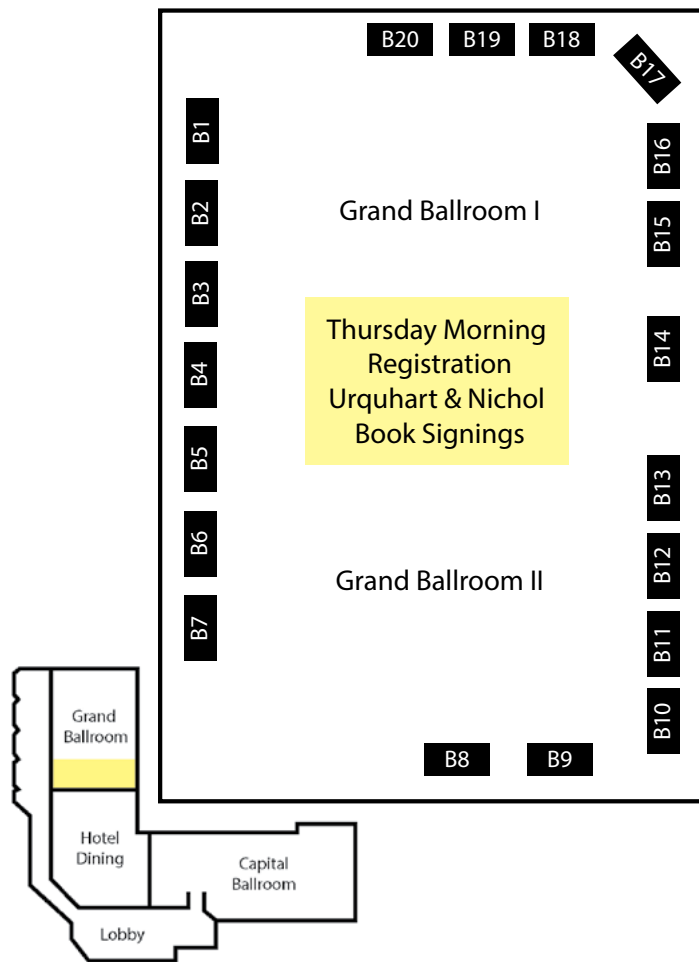 B20 B19 B18
B17
B1
B16
B2
Grand Ballroom I
B15
B3
Thursday Morning
Registration
Urquhart & Nichol
Book Signings
B14
B4
B5
B13
B6
Grand Ballroom II
B12
B7
B11
B10
B8 B9
Grand
Ballroom
Hotel
Dining
Capital
Ballroom
Lobby